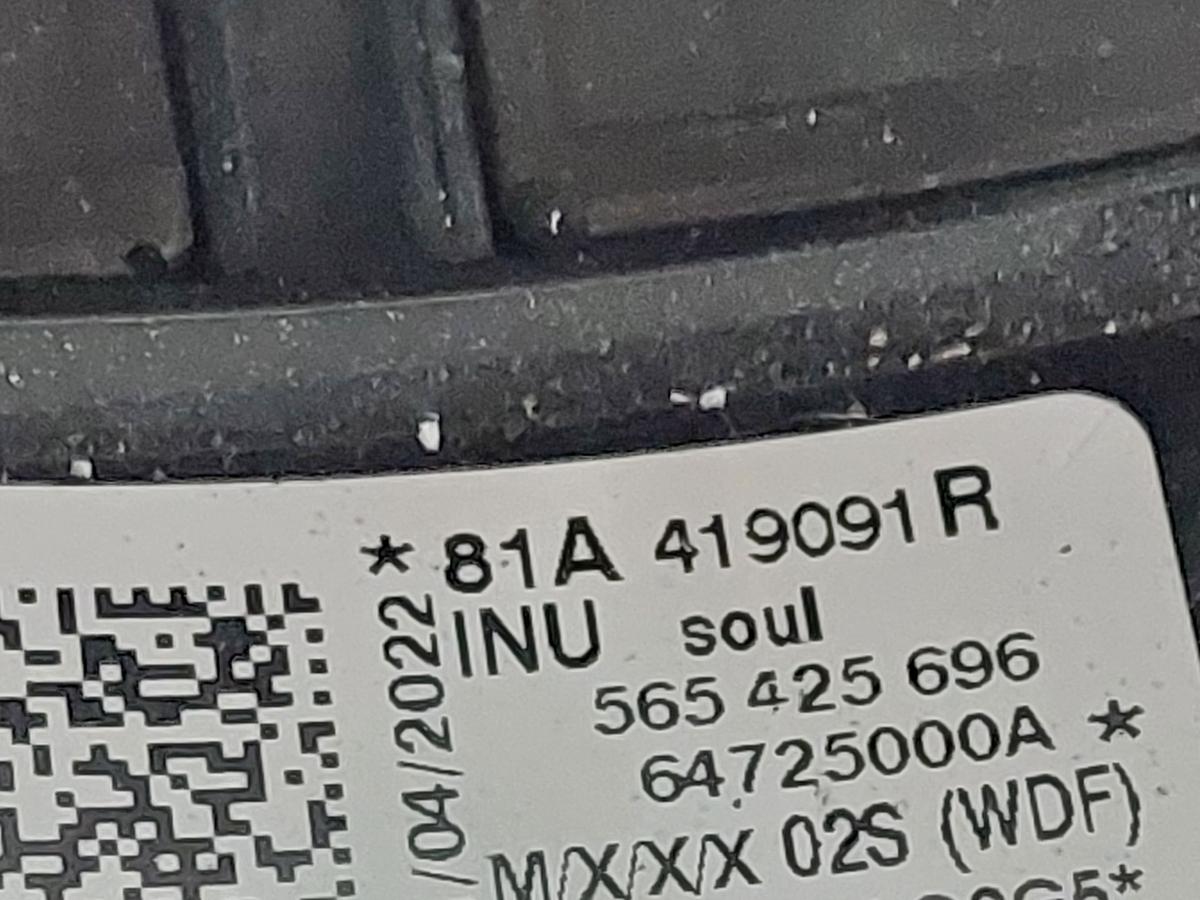 *81A 419091 R
INU soul
565 425 696
64725000A *
M/X/X/X 02S (WDF)
/04/2022